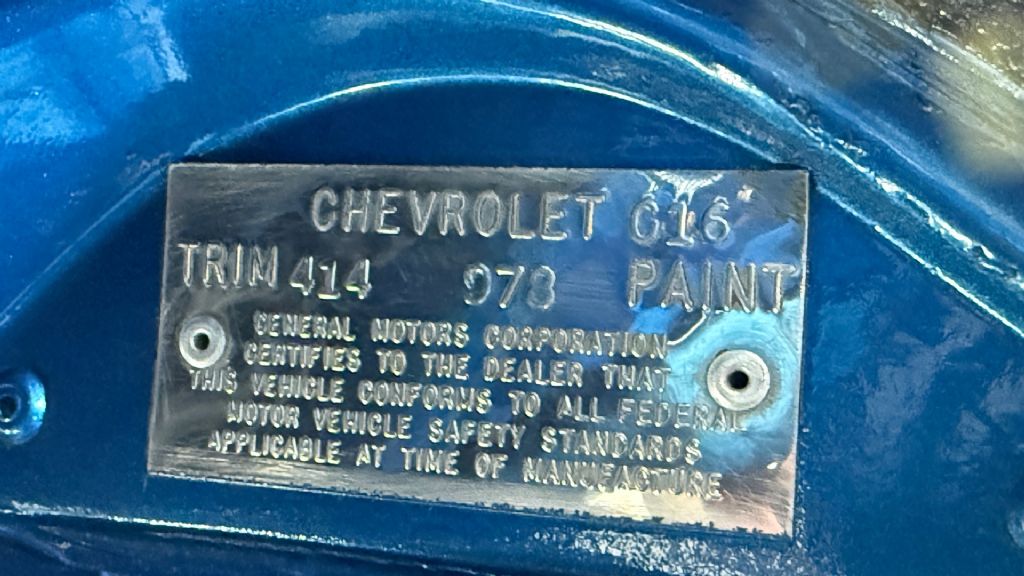 CHEVROLET G16
TRIM 414 978 PAINT
GENERAL MOTORS CORPORATION
CERTIFIES TO THE DEALER THAT
THIS VEHICLE CONFORMS TO ALL FEDERAL
MOTOR VEHICLE SAFETY STANDARDS
APPLICABLE AT TIME OF MANUFACTURE